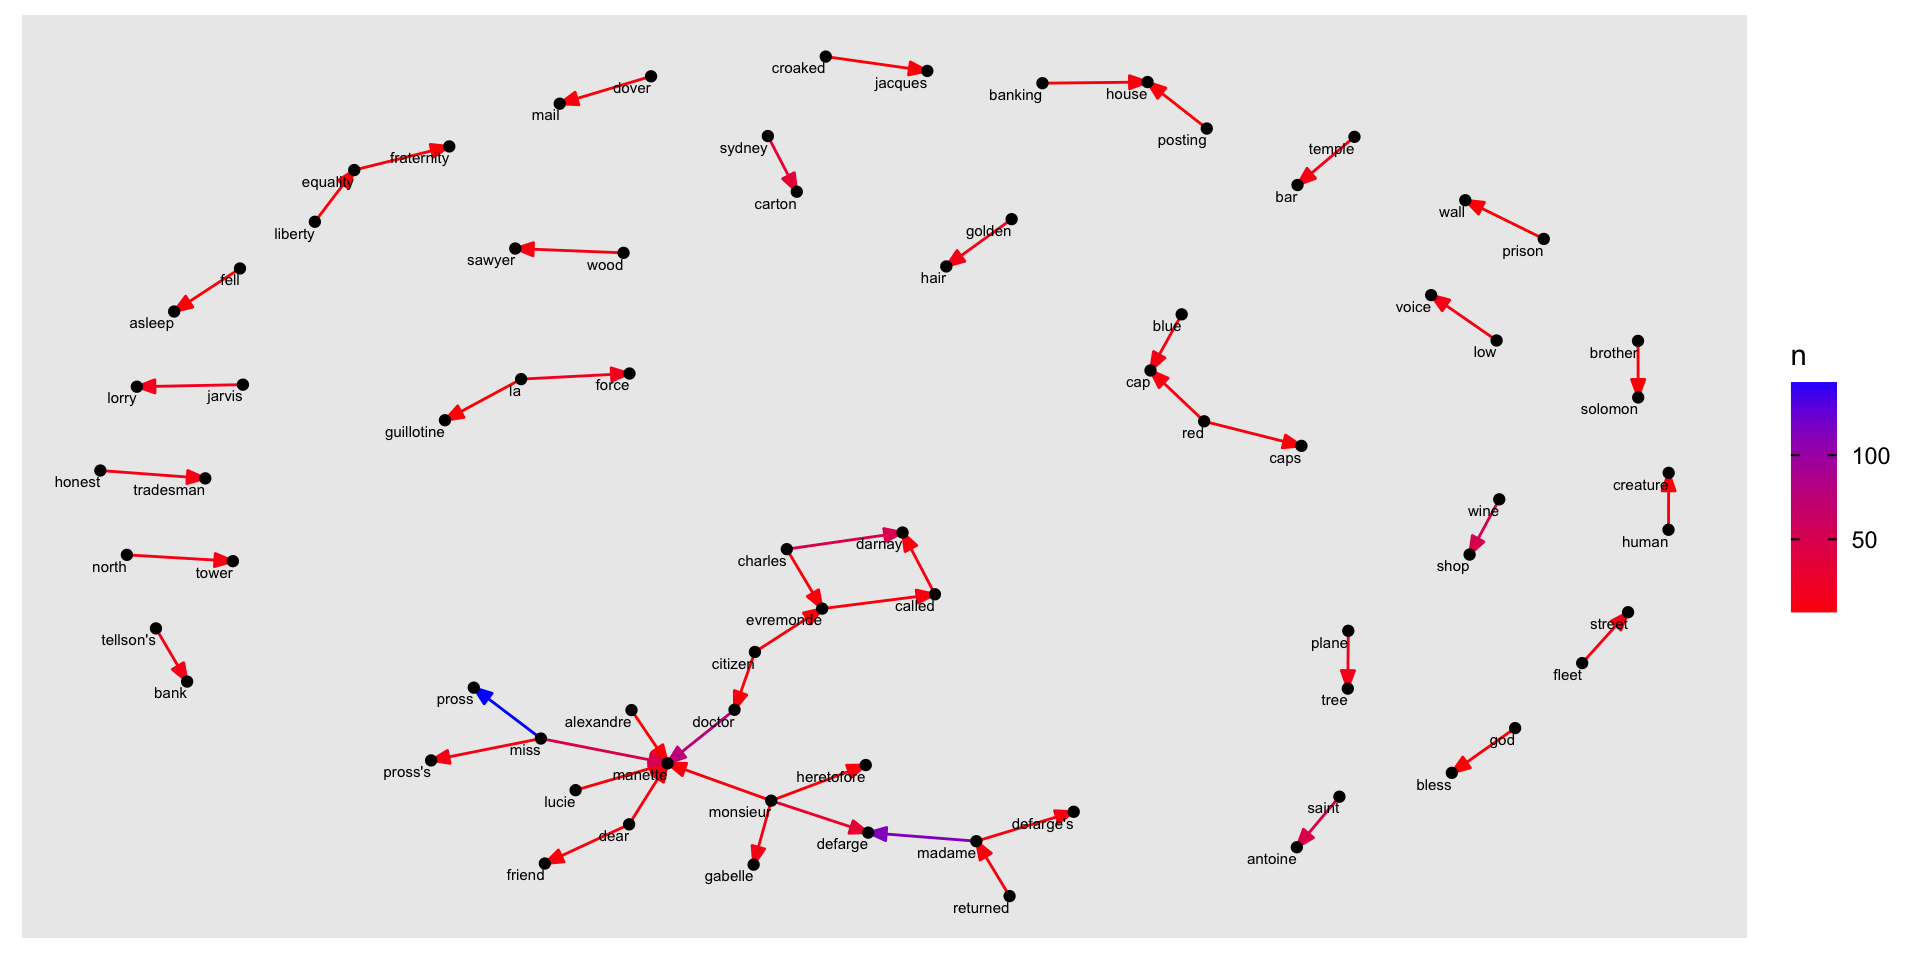 croaked
jacques
dover
mail
banking
house
posting
sydney
carton
temple
bar
fraternity
equality
liberty
wall
prison
golden
hair
sawyer
wood
fell
asleep
voice
low
blue
cap
red
caps
brother
solomon
lorry
jarvis
la
force
guillotine
n
100
50
honest
tradesman
creature
human
wine
shop
north
tower
charles
darnay
called
evremonde
citizen
doctor
tellson's
bank
plane
tree
street
fleet
pross
alexandre
miss
pross's
manette
lucie
dear
friend
heretofore
monsieur
defarge
gabelle
madame
defarge's
returned
god
bless
saint
antoine